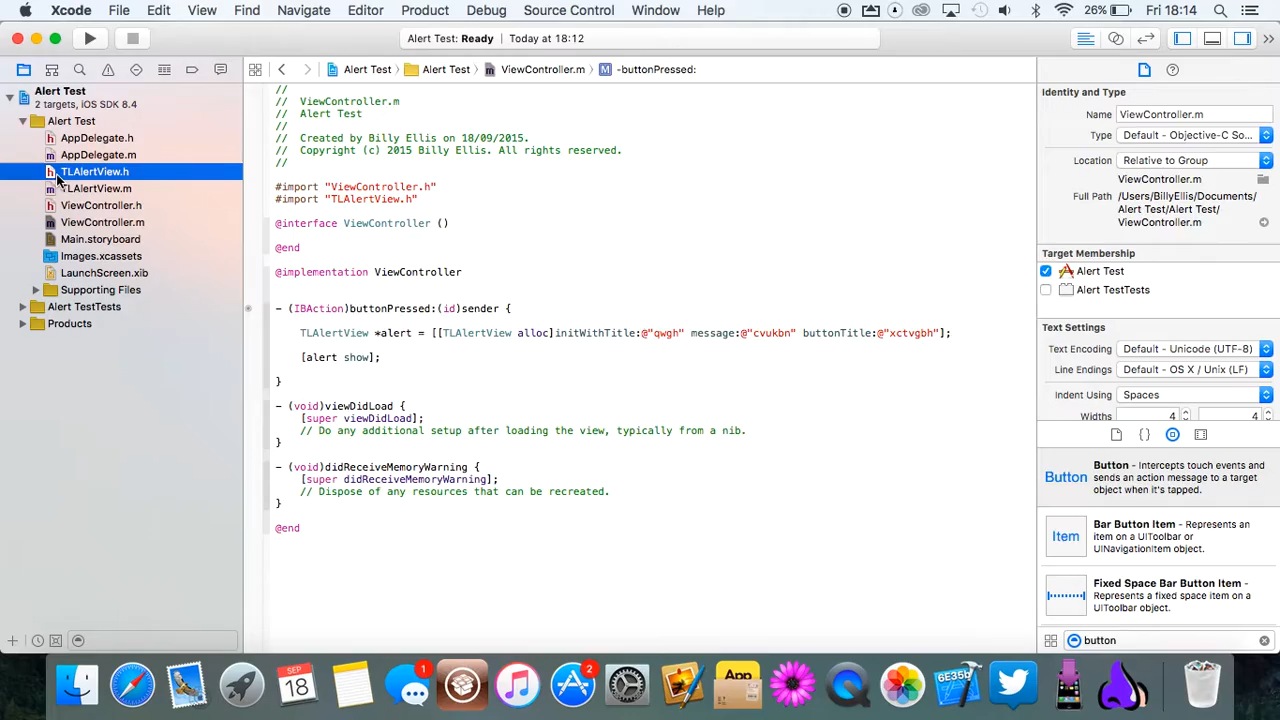 Xcode File Edit View Find Navigate Editor Product Debug Source Control Window Help 26% Fri 18:14
Alert Test: Ready | Today at 18:12
Alert Test
2 targets, iOS SDK 8.4
Alert Test
AppDelegate.h
AppDelegate.m
TLAlertView.h
TLAlertView.m
ViewController.h
ViewController.m
Main.storyboard
Images.xcassets
LaunchScreen.xib
Supporting Files
Alert TestTests
Products
Alert Test Alert Test ViewController.m -buttonPressed:
//
// ViewController.m
// Alert Test
//
// Created by Billy Ellis on 18/09/2015.
// Copyright (c) 2015 Billy Ellis. All rights reserved.
//
#import "ViewController.h"
#import "TLAlertView.h"
@interface ViewController ()
@end
@implementation ViewController
- (IBAction)buttonPressed:(id)sender {
TLAlertView *alert = [[TLAlertView alloc]initWithTitle:@"qwgh" message:@"cvukbn" buttonTitle:@"xctvgbh"];
[alert show];
}
- (void)viewDidLoad {
[super viewDidLoad];
// Do any additional setup after loading the view, typically from a nib.
}
- (void)didReceiveMemoryWarning {
[super didReceiveMemoryWarning];
// Dispose of any resources that can be recreated.
}
@end
Identity and Type
Name ViewController.m
Type Default - Objective-C So...
Location Relative to Group
ViewController.m
Full Path /Users/BillyEllis/Documents/
Alert Test/Alert Test/
ViewController.m
Target Membership
Alert Test
Alert TestTests
Text Settings
Text Encoding Default - Unicode (UTF-8)
Line Endings Default - OS X / Unix (LF)
Indent Using Spaces
Widths 4 4
Button Button - Intercepts touch events and
sends an action message to a target
object when it's tapped.
Item Bar Button Item - Represents an
item on a UIToolbar or
UINavigationItem object.
Fixed Space Bar Button Item -
Represents a fixed space item on a
UIToolbar object.
button
SEP
18
1
2
App
6E35b